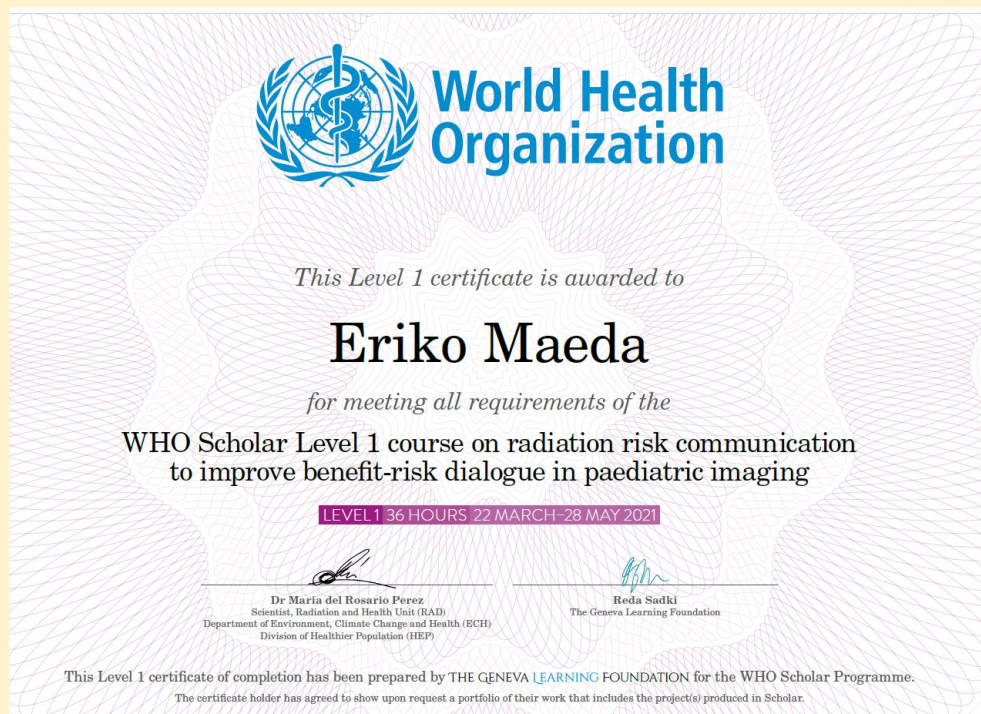 World Health
Organization
This Level 1 certificate is awarded to
Eriko Maeda
for meeting all requirements of the
WHO Scholar Level 1 course on radiation risk communication
to improve benefit-risk dialogue in paediatric imaging
LEVEL 1 36 HOURS 22 MARCH–28 MAY 2021
Dr Maria del Rosario Perez
Scientist, Radiation and Health Unit (RAD)
Department of Environment, Climate Change and Health (ECH)
Division of Healthier Population (HEP)
Reda Sadki
The Geneva Learning Foundation
This Level 1 certificate of completion has been prepared by THE GENEVA LEARNING FOUNDATION for the WHO Scholar Programme.
The certificate holder has agreed to show upon request a portfolio of their work that includes the project(s) produced in Scholar.